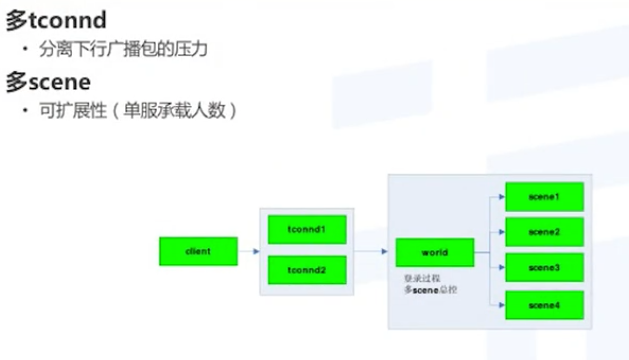 多tconnd
• 分离下行广播包的压力
多scene
• 可扩展性（单服承载人数）
client
tconnd1
tconnd2
world
登录过程
多scene总控
scene1
scene2
scene3
scene4